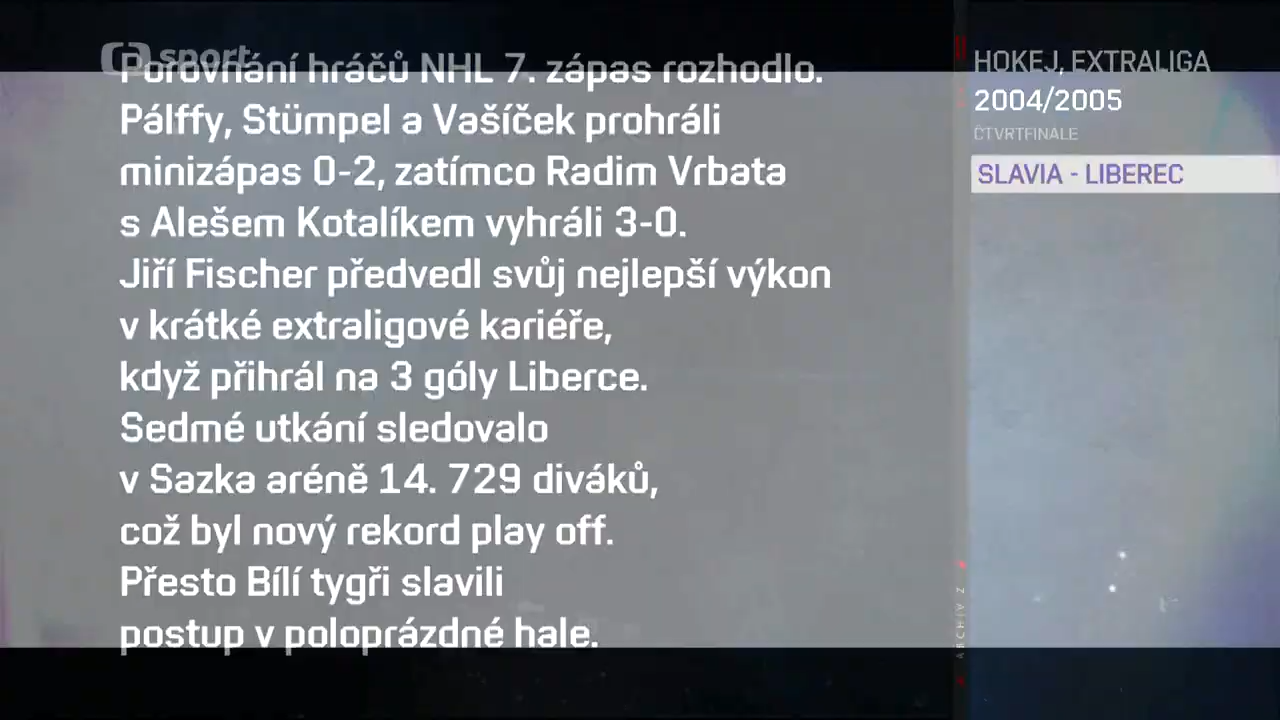 sport
Porovnání hráčů NHL 7. zápas rozhodlo.
Pálffy, Stümpel a Vašíček prohráli
minizápas 0-2, zatímco Radim Vrbata
s Alešem Kotalíkem vyhráli 3-0.
Jiří Fischer předvedl svůj nejlepší výkon
v krátké extraligové kariéře,
když přihrál na 3 góly Liberce.
Sedmé utkání sledovalo
v Sazka aréně 14. 729 diváků,
což byl nový rekord play off.
Přesto Bílí tygři slavili
postup v poloprázdné hale.
HOKEJ, EXTRALIGA
2004/2005
ČTVRTFINALE
SLAVIA - LIBEREC
ARCHIV Z